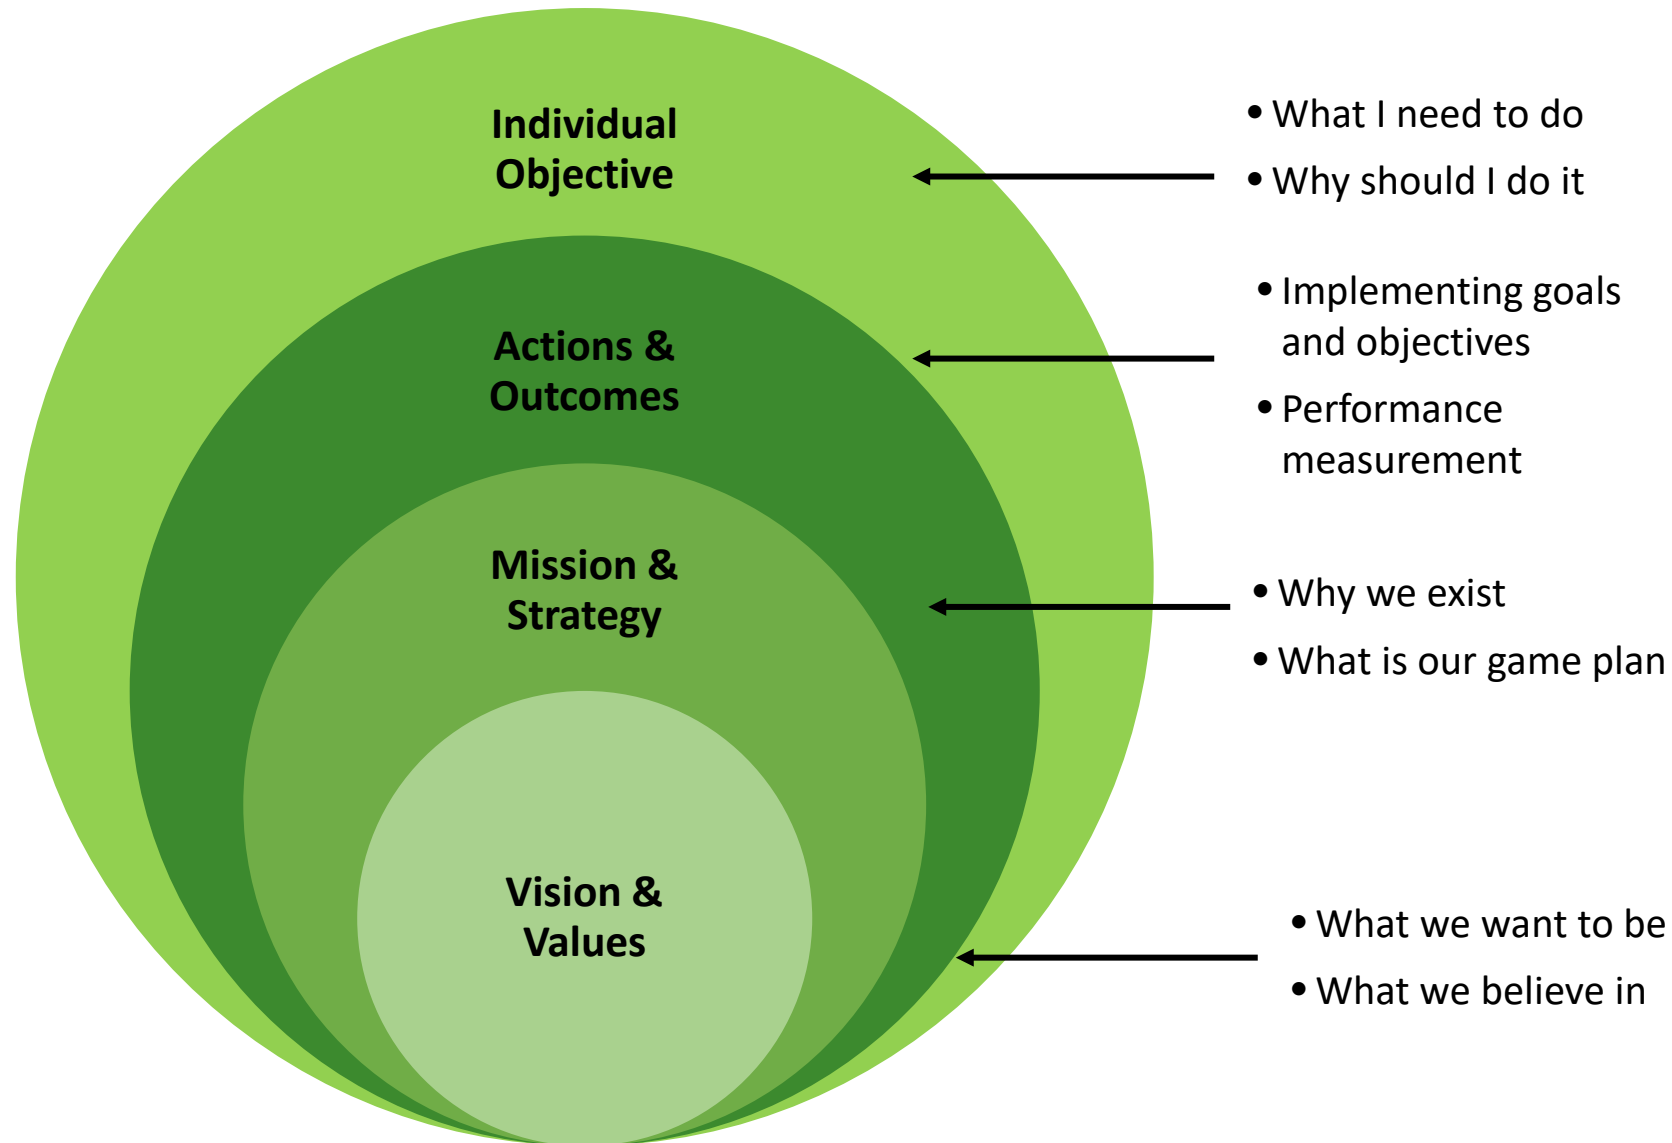 Individual
Objective
• What I need to do
• Why should I do it
Actions &
Outcomes
• Implementing goals
and objectives
• Performance
measurement
Mission &
Strategy
• Why we exist
• What is our game plan
Vision &
Values
• What we want to be
• What we believe in